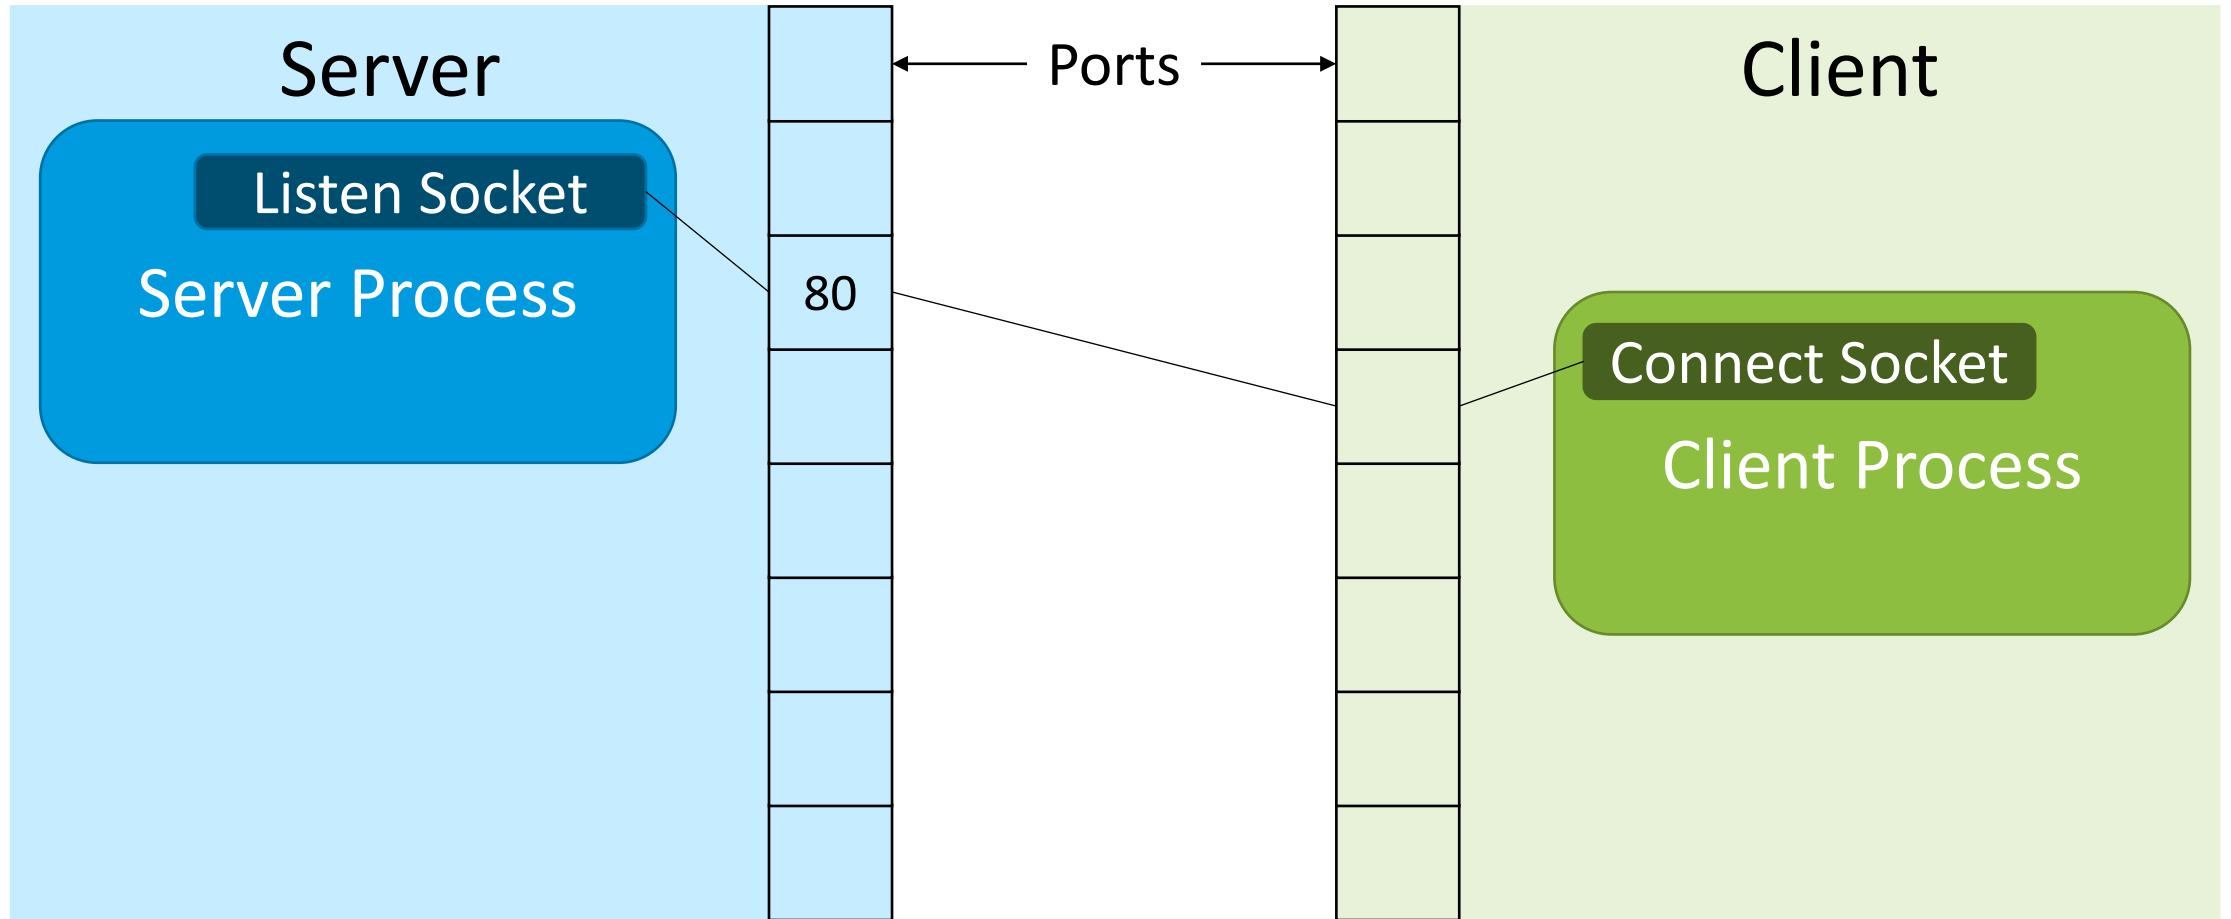 Server
Ports
Client
Listen Socket
Server Process
80
Connect Socket
Client Process